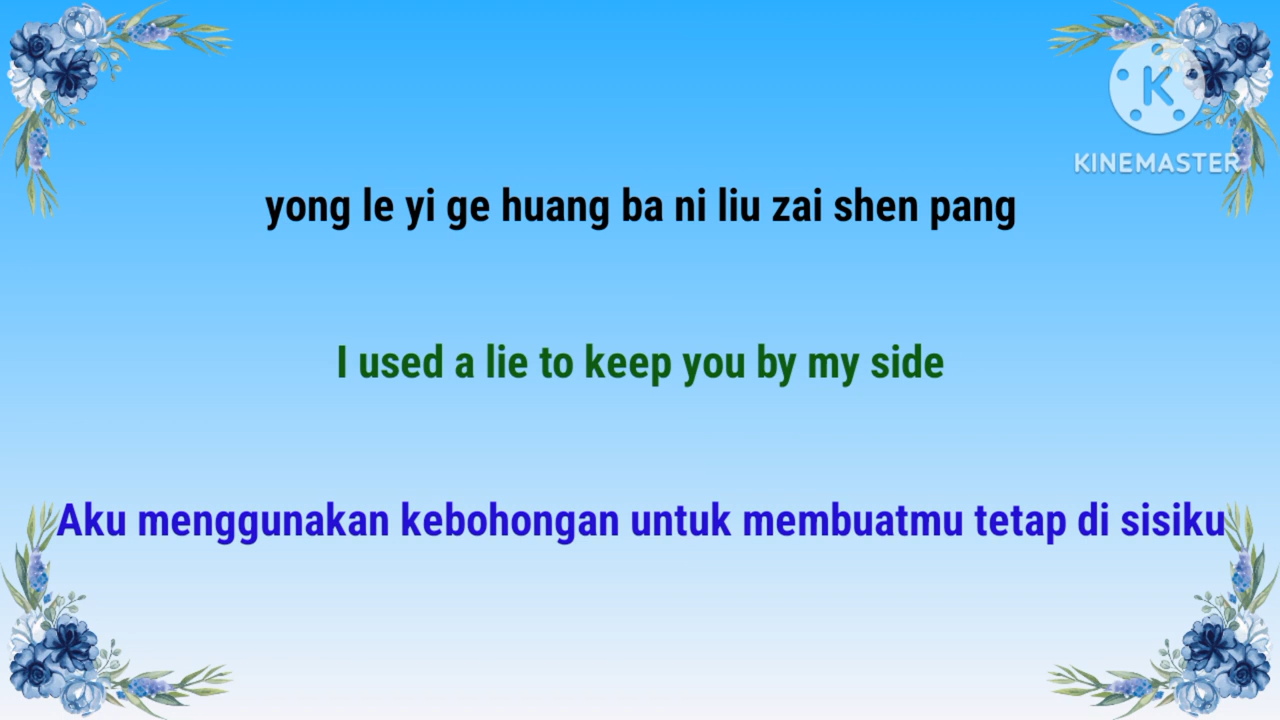 KINEMASTER
yong le yi ge huang ba ni liu zai shen pang
I used a lie to keep you by my side
Aku menggunakan kebohongan untuk membuatmu tetap di sisiku